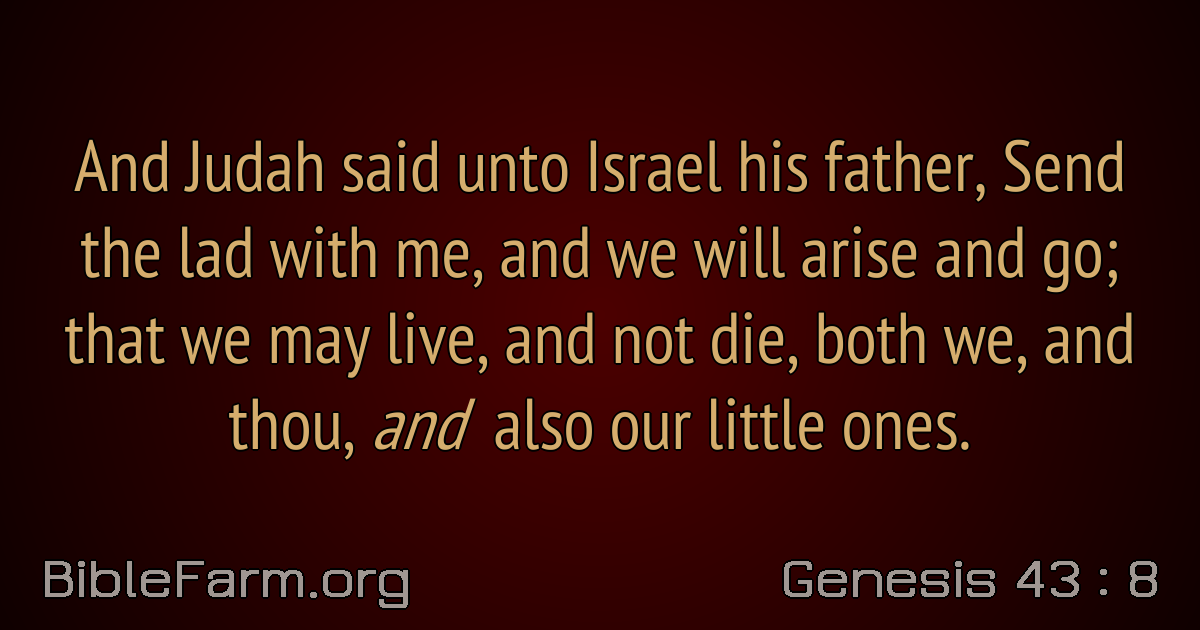 And Judah said unto Israel his father, Send
the lad with me, and we will arise and go;
that we may live, and not die, both we, and
thou, and also our little ones.
BibleFarm.org
Genesis 43 : 8